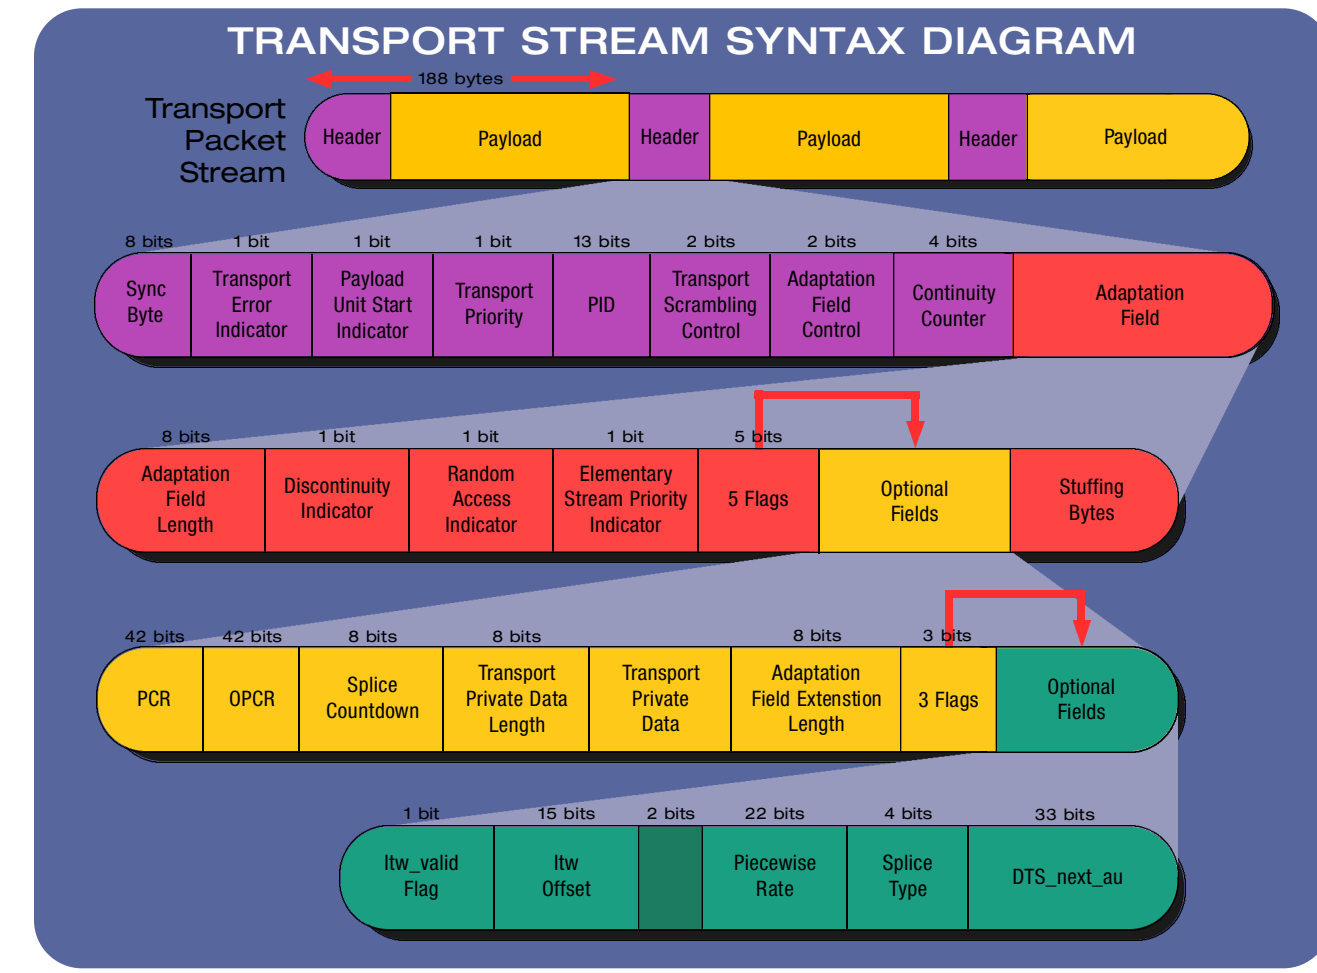 TRANSPORT STREAM SYNTAX DIAGRAM
188 bytes
Transport
Packet
Stream
Header
Payload
Header
Payload
Header
Payload
8 bits
1 bit
1 bit
1 bit
13 bits
2 bits
2 bits
4 bits
Sync
Byte
Transport
Error
Indicator
Payload
Unit Start
Indicator
Transport
Priority
PID
Transport
Scrambling
Control
Adaptation
Field
Control
Continuity
Counter
Adaptation
Field
8 bits
1 bit
1 bit
1 bit
5 bits
Adaptation
Field
Length
Discontinuity
Indicator
Random
Access
Indicator
Elementary
Stream Priority
Indicator
5 Flags
Optional
Fields
Stuffing
Bytes
42 bits
42 bits
8 bits
8 bits
8 bits
3 bits
PCR
OPCR
Splice
Countdown
Transport
Private Data
Length
Transport
Private
Data
Adaptation
Field Extenstion
Length
3 Flags
Optional
Fields
1 bit
15 bits
2 bits
22 bits
4 bits
33 bits
ltw_valid
Flag
ltw
Offset
Piecewise
Rate
Splice
Type
DTS_next_au